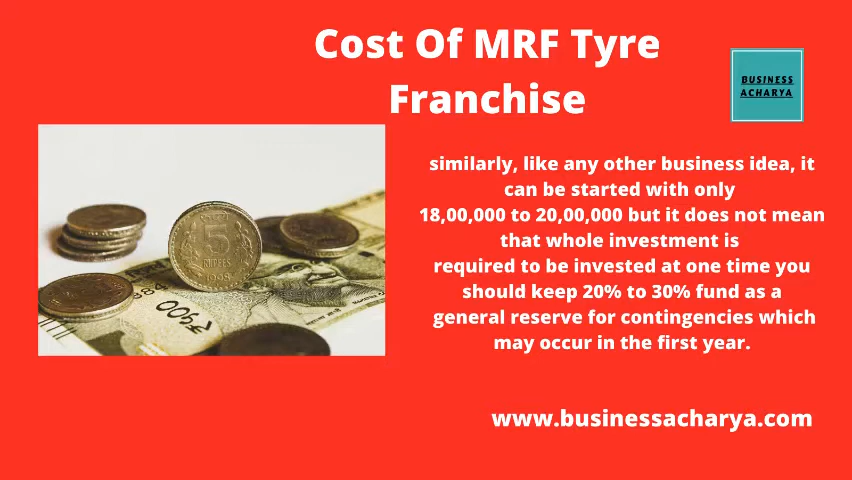 Cost Of MRF Tyre
Franchise
BUSINESS
ACHARYA
similarly, like any other business idea, it
can be started with only
18,00,000 to 20,00,000 but it does not mean
that whole investment is
required to be invested at one time you
should keep 20% to 30% fund as a
general reserve for contingencies which
may occur in the first year.
5
RUPEES
₹500
www.businessacharya.com